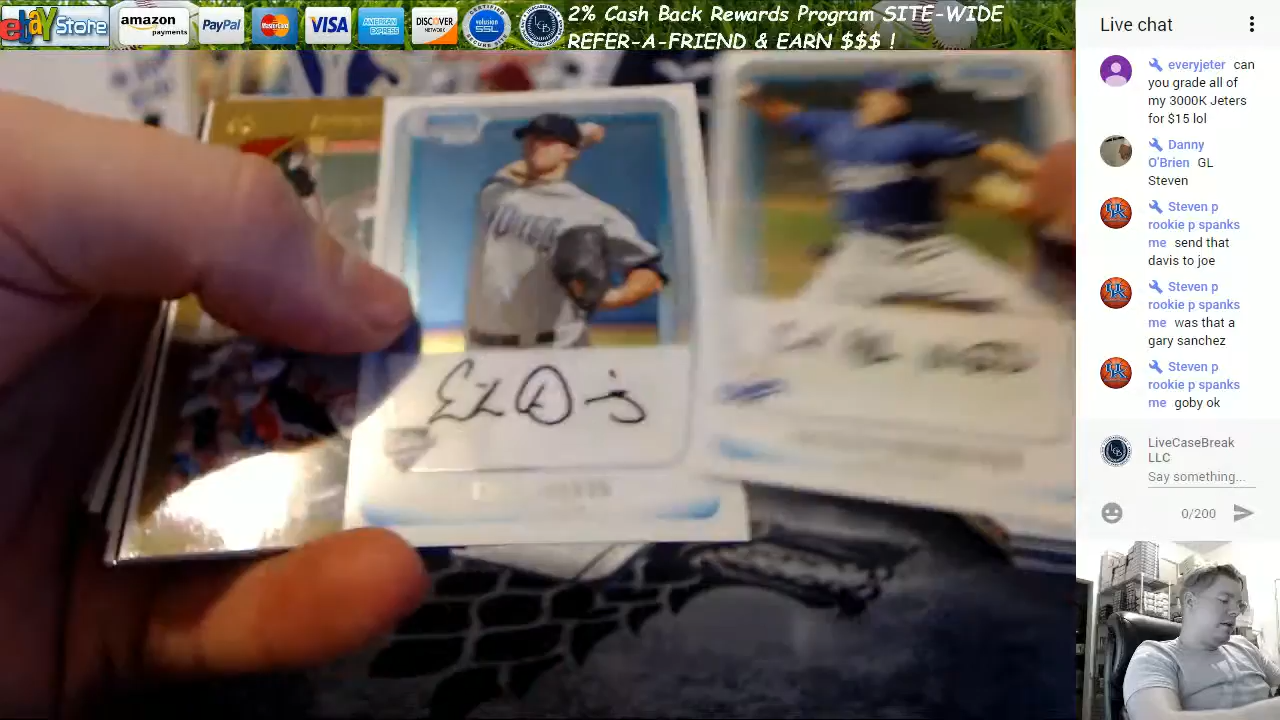 ebay Store
amazon payments
PayPal
MasterCard
VISA
AMERICAN EXPRESS
DISCOVER NETWORK
volusion SSL
2% Cash Back Rewards Program SITE-WIDE
REFER-A-FRIEND & EARN $$$ !
Live chat
everyjeter can
you grade all of
my 3000K Jeters
for $15 lol
Danny
O'Brien GL
Steven
Steven p
rookie p spanks
me send that
davis to joe
Steven p
rookie p spanks
me was that a
gary sanchez
Steven p
rookie p spanks
me goby ok
LiveCaseBreak
LLC
Say something...
0/200